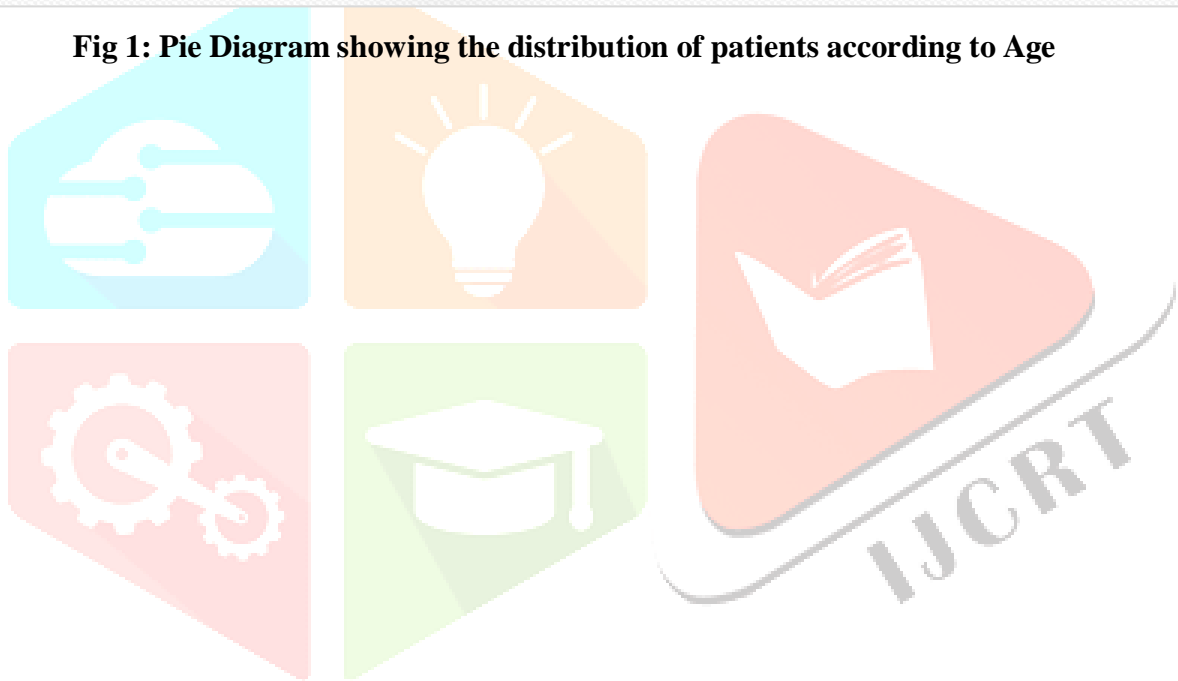 Fig 1: Pie Diagram showing the distribution of patients according to Age
IJCRT